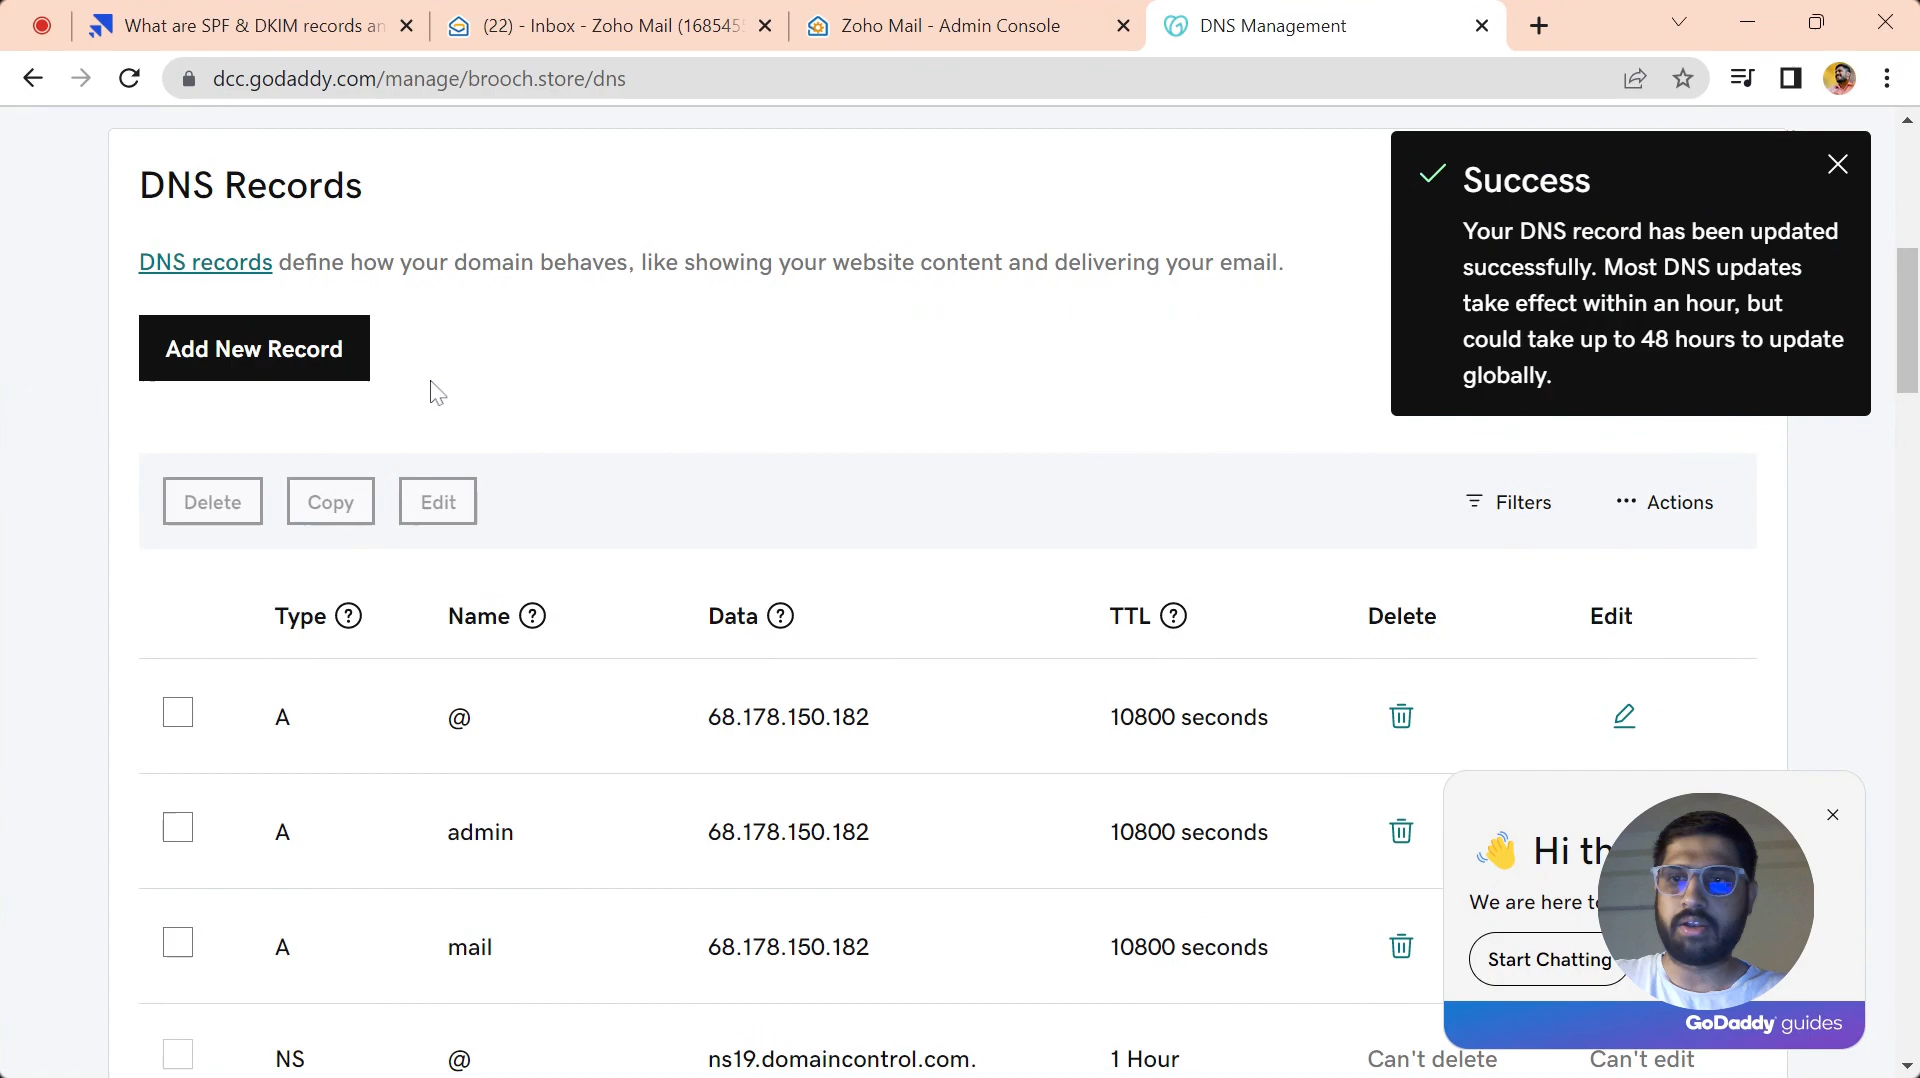 What are SPF & DKIM records an
(22) - Inbox - Zoho Mail (168545
Zoho Mail - Admin Console
DNS Management
dcc.godaddy.com/manage/brooch.store/dns
DNS Records
DNS records define how your domain behaves, like showing your website content and delivering your email.
Add New Record
Success
Your DNS record has been updated
successfully. Most DNS updates
take effect within an hour, but
could take up to 48 hours to update
globally.
Delete Copy Edit Filters Actions
Type Name Data TTL Delete Edit
A @ 68.178.150.182 10800 seconds
A admin 68.178.150.182 10800 seconds
A mail 68.178.150.182 10800 seconds
NS @ ns19.domaincontrol.com. 1 Hour Can't delete Can't edit
Hi th
We are here to
Start Chatting
GoDaddy guides